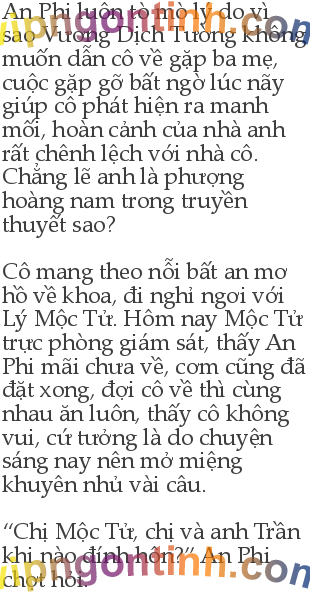 An Phi luôn tò mò lý do vì
sao Vương Dịch Tường không
muốn dẫn cô về gặp ba mẹ,
cuộc gặp gỡ bất ngờ lúc nãy
giúp cô phát hiện ra manh
mối, hoàn cảnh của nhà anh
rất chênh lệch với nhà cô.
Chẳng lẽ anh là phượng
hoàng nam trong truyền
thuyết sao?
Cô mang theo nỗi bất an mơ
hồ về khoa, đi nghỉ ngơi với
Lý Mộc Tử. Hôm nay Mộc Tử
trực phòng giám sát, thấy An
Phi mãi chưa về, cơm cũng đã
đặt xong, đợi cô về thì cùng
nhau ăn luôn, thấy cô không
vui, cứ tưởng là do chuyện
sáng nay nên mở miệng
khuyên nhủ vài câu.
“Chị Mộc Tử, chị và anh Trần
khi nào đính hôn?” An Phi
chợt hỏi.
vipngontinh.com
vipngontinh.com